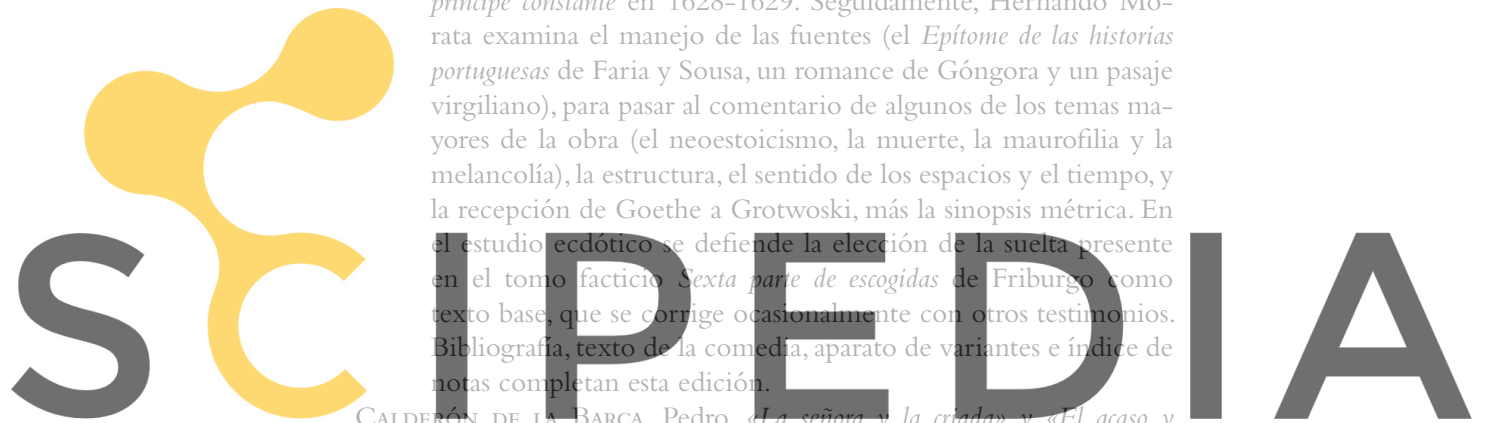 príncipe constante en 1628-1629. Seguidamente, Hernando Mo-
rata examina el manejo de las fuentes (el Epítome de las historias
portuguesas de Faria y Sousa, un romance de Góngora y un pasaje
virgiliano), para pasar al comentario de algunos de los temas ma-
yores de la obra (el neoestoicismo, la muerte, la maurofilia y la
melancolía), la estructura, el sentido de los espacios y el tiempo, y
la recepción de Goethe a Grotwoski, más la sinopsis métrica. En
el estudio ecdótico se defiende la elección de la suelta presente
en el tomo facticio Sexta parte de escogidas de Friburgo como
texto base, que se corrige ocasionalmente con otros testimonios.
Bibliografía, texto de la comedia, aparato de variantes e índice de
notas completan esta edición.
CALDERÓN DE LA BARCA, Pedro, «La señora y la criada» y «El acaso y
SCIPEDIA